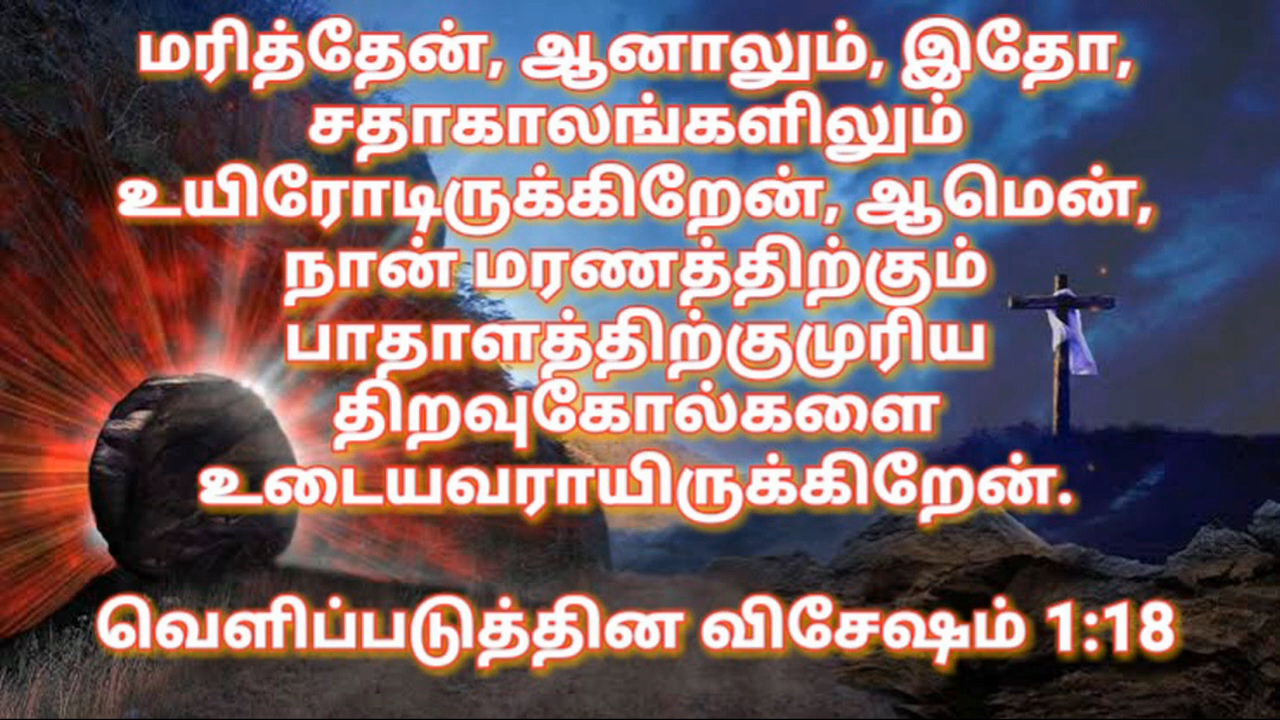 மரித்தேன், ஆனாலும், இதோ,
சதாகாலங்களிலும்
உயிரோடிருக்கிறேன், ஆமென்,
நான் மரணத்திற்கும்
பாதாளத்திற்குமுரிய
திறவுகோல்களை
உடையவராயிருக்கிறேன்.
வெளிப்படுத்தின விசேஷம் 1:18